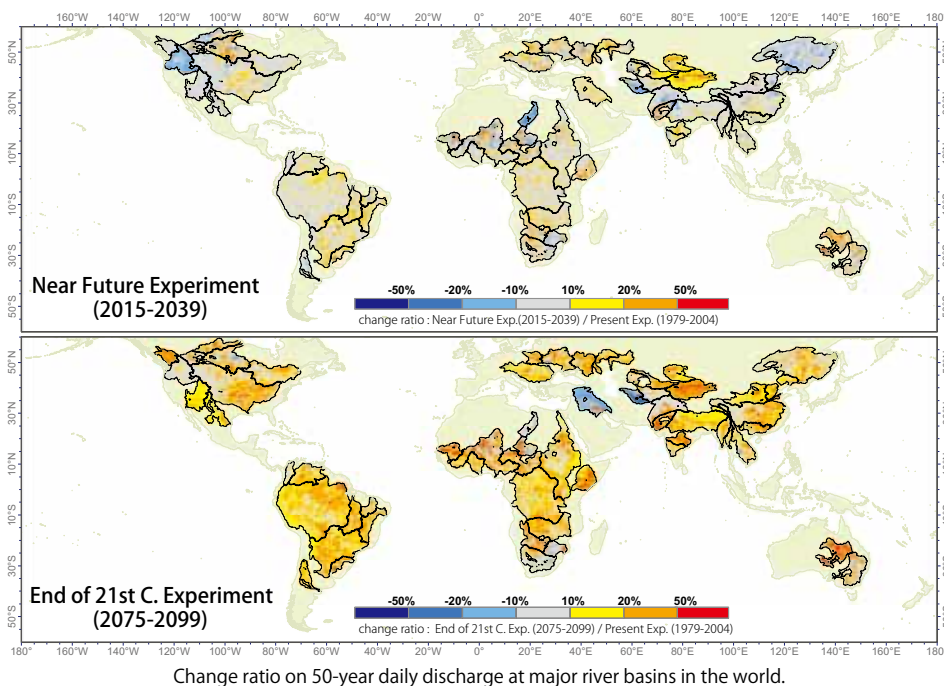 160°W 140°W 120°W 100°W 80°W 60°W 40°W 20°W 0° 20°E 40°E 60°E 80°E 100°E 120°E 140°E 160°E 180
50°N
30°N
10°N
10°S
30°S
50°S
Near Future Experiment
(2015-2039)
-50% -20% -10% 10% 20% 50%
change ratio : Near Future Exp.(2015-2039) / Present Exp. (1979-2004)
50°N
30°N
10°N
10°S
30°S
50°S
End of 21st C. Experiment
(2075-2099)
-50% -20% -10% 10% 20% 50%
change ratio : End of 21st C. Exp. (2075-2099) / Present Exp. (1979-2004)
180 160°W 140°W 120°W 100°W 80°W 60°W 40°W 20°W 0° 20°E 40°E 60°E 80°E 100°E 120°E 140°E 160°E 180
Change ratio on 50-year daily discharge at major river basins in the world.